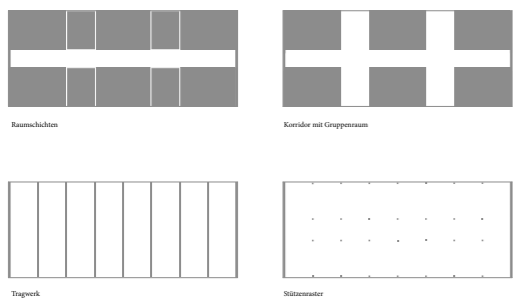 Raumschichten
Korridor mit Gruppenraum
Tragwerk
Stützenraster